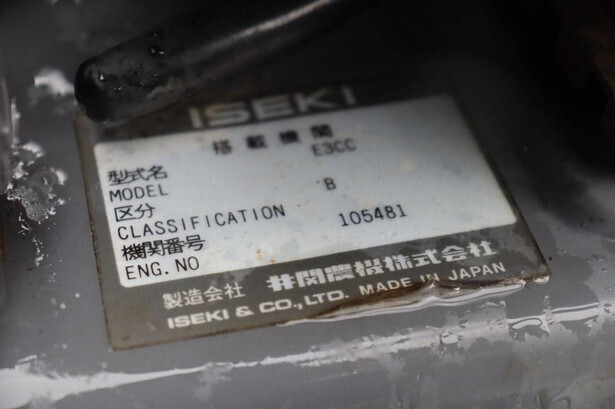 ISEKI
搭載機関
型式名 E3CC
MODEL
区分 B
CLASSIFICATION
機関番号 105481
ENG.NO
製造会社 井関農機株式会社
ISEKI & CO.,LTD. MADE IN JAPAN